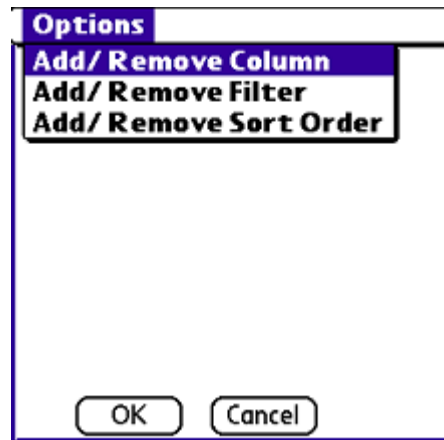 Options
Add/ Remove Column
Add/ Remove Filter
Add/ Remove Sort Order
OK Cancel